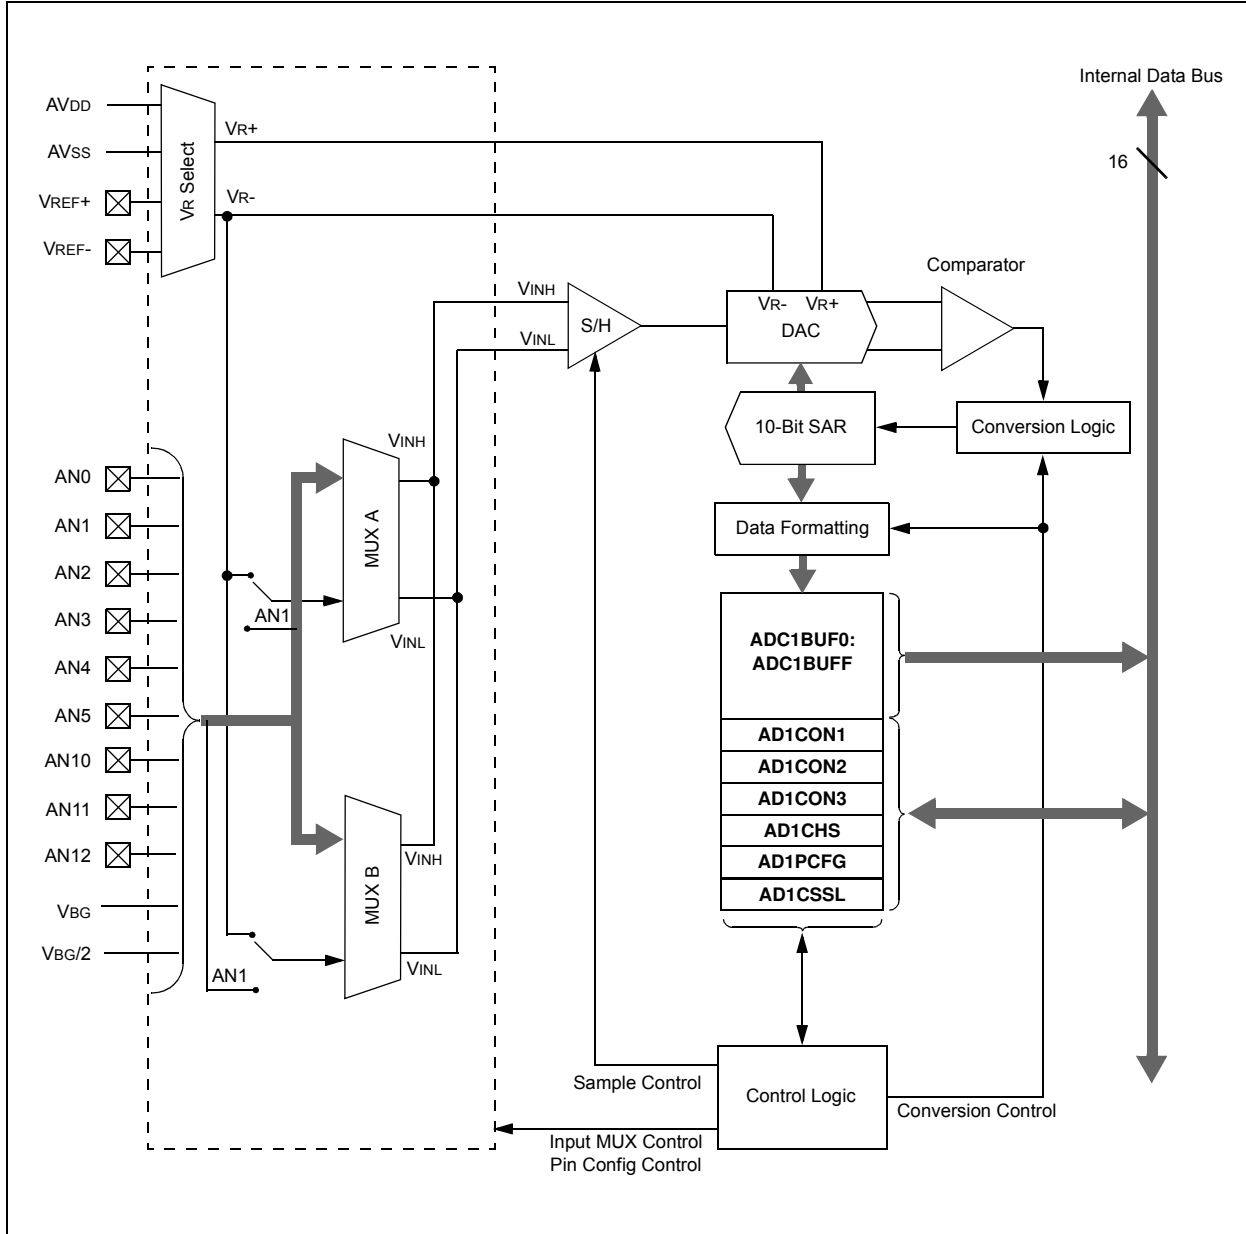 Internal Data Bus
16
AVDD
AVSS
VREF+
VREF-
VR Select
VR+
VR-
Comparator
VINH
VINL
S/H
VR- VR+
DAC
10-Bit SAR
Conversion Logic
Data Formatting
AN0
AN1
AN2
AN3
AN4
AN5
AN10
AN11
AN12
VBG
VBG/2
VINH
MUX A
AN1
VINL
MUX B
VINH
VINL
AN1
ADC1BUF0:
ADC1BUFF
AD1CON1
AD1CON2
AD1CON3
AD1CHS
AD1PCFG
AD1CSSL
Sample Control
Control Logic
Conversion Control
Input MUX Control
Pin Config Control